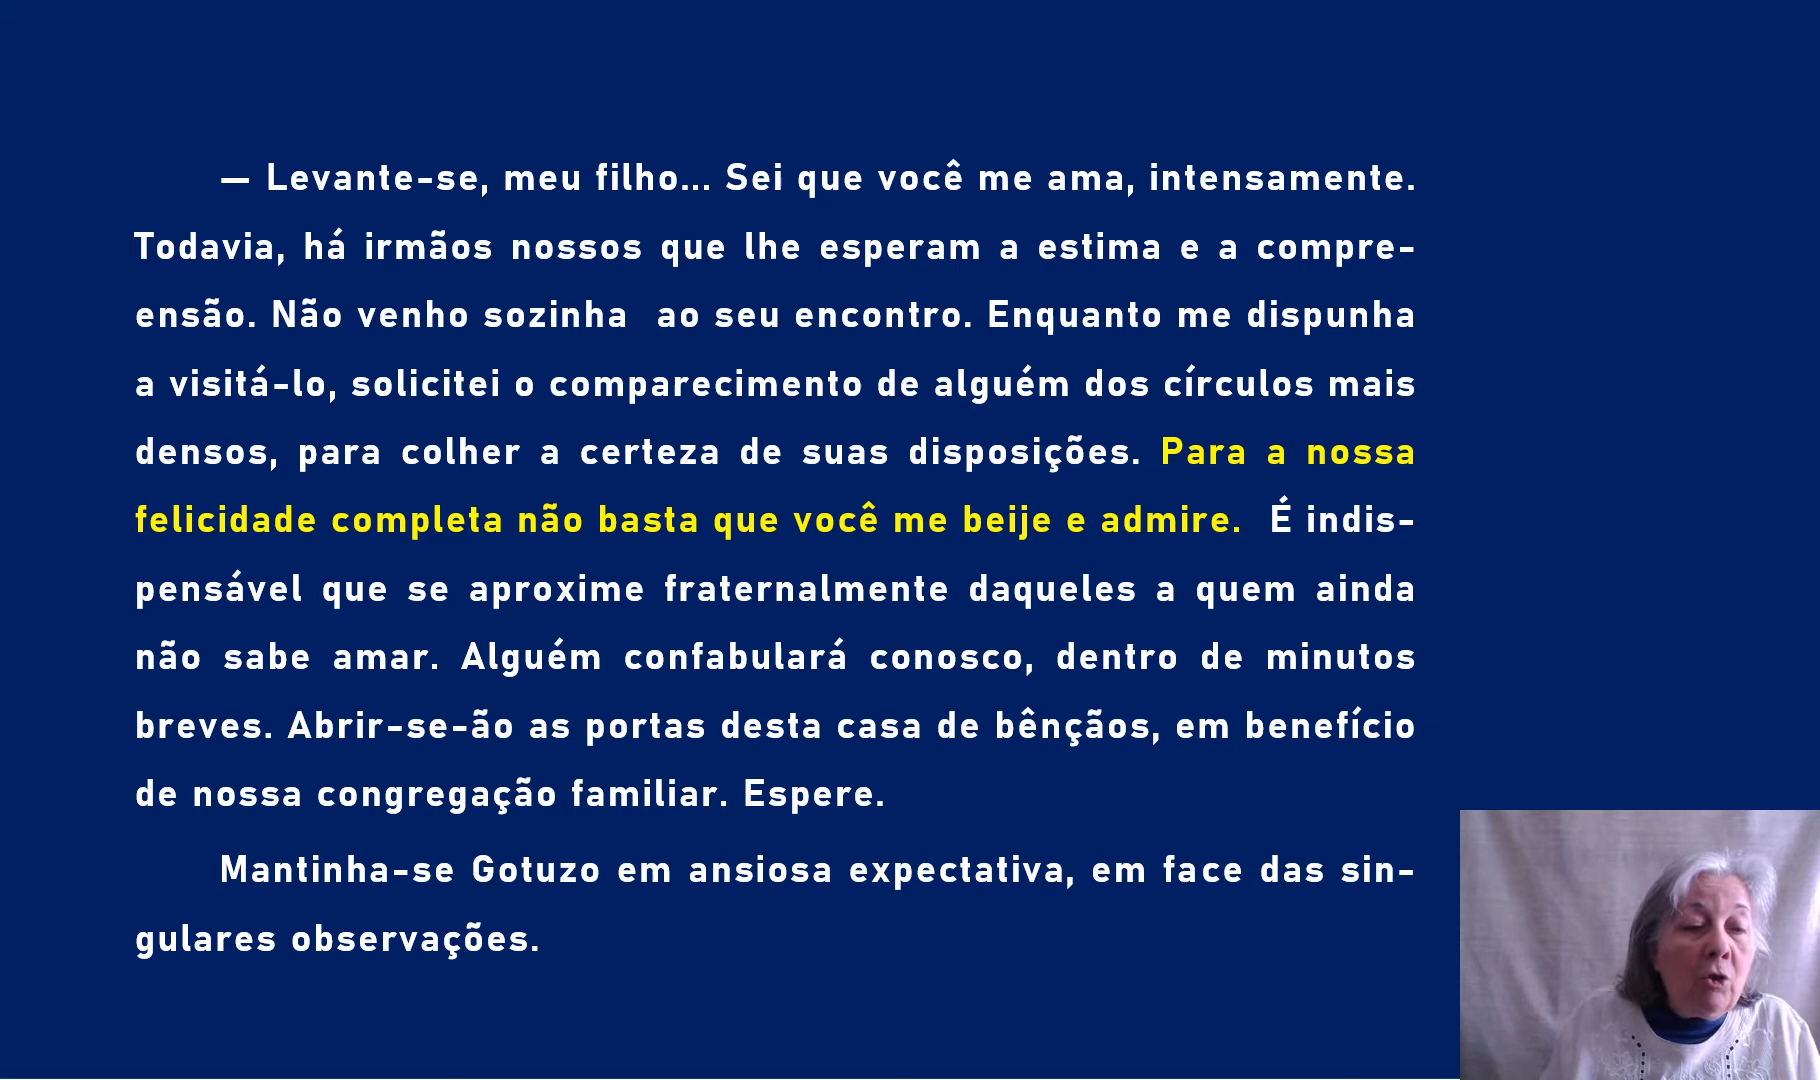 — Levante-se, meu filho... Sei que você me ama, intensamente.
Todavia, há irmãos nossos que lhe esperam a estima e a compre-
ensão. Não venho sozinha ao seu encontro. Enquanto me dispunha
a visitá-lo, solicitei o comparecimento de alguém dos círculos mais
densos, para colher a certeza de suas disposições. Para a nossa
felicidade completa não basta que você me beije e admire. É indis-
pensável que se aproxime fraternalmente daqueles a quem ainda
não sabe amar. Alguém confabulará conosco, dentro de minutos
breves. Abrir-se-ão as portas desta casa de bênçãos, em benefício
de nossa congregação familiar. Espere.
Mantinha-se Gotuzo em ansiosa expectativa, em face das sin-
gulares observações.